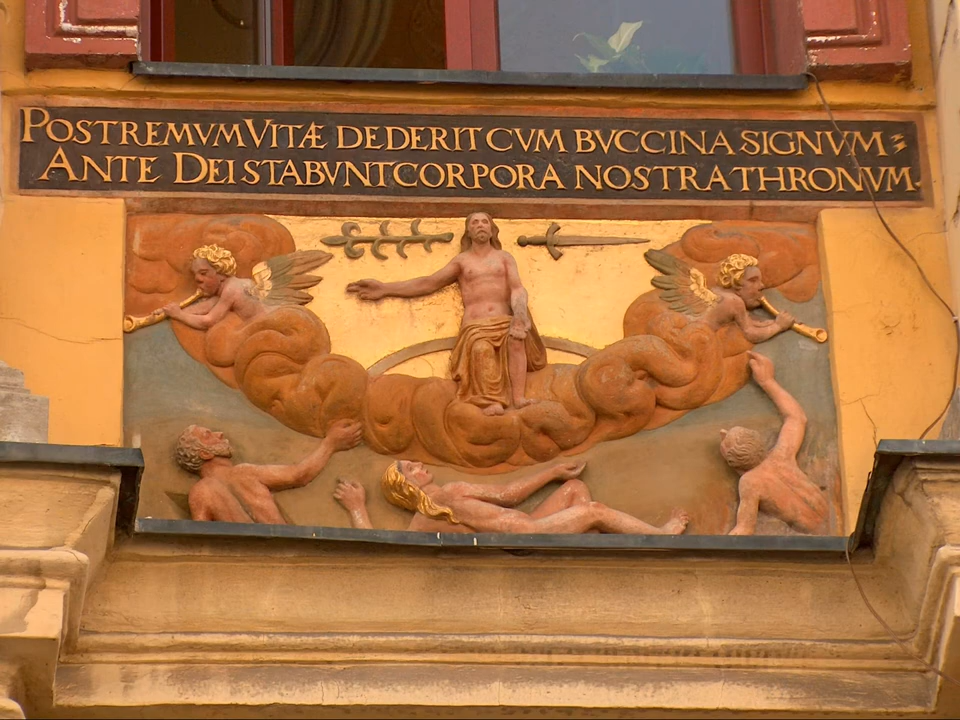 POSTREMVM VITÆ DEDERIT CVM BVCCINA SIGNVM
ANTE DEI STABVNT CORPORA NOSTRA THRONVM.